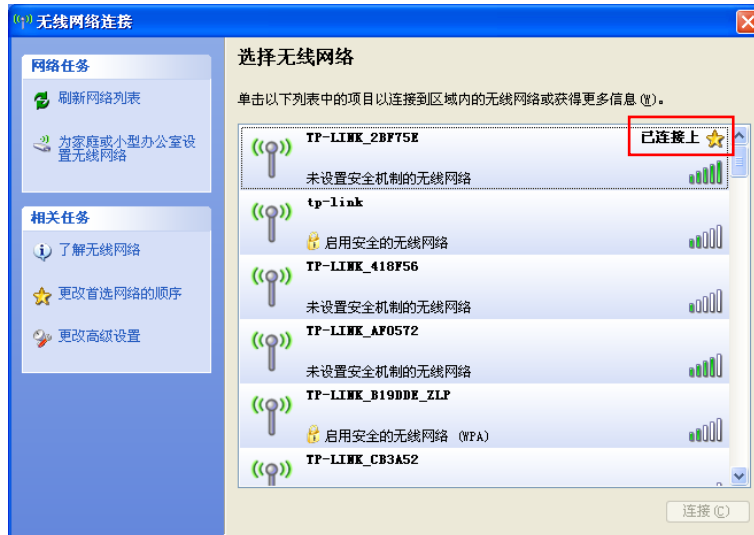 无线网络连接
网络任务
刷新网络列表
为家庭或小型办公室设
置无线网络
相关任务
了解无线网络
更改首选网络的顺序
更改高级设置
选择无线网络
单击以下列表中的项目以连接到区域内的无线网络或获得更多信息(W)。
TP-LINK_2BF75E
已连接上
未设置安全机制的无线网络
tp-link
启用安全的无线网络
TP-LINK_418F56
未设置安全机制的无线网络
TP-LINK_AF0572
未设置安全机制的无线网络
TP-LINK_B19DDE_ZLP
启用安全的无线网络 (WPA)
TP-LINK_CB3A52
连接(C)